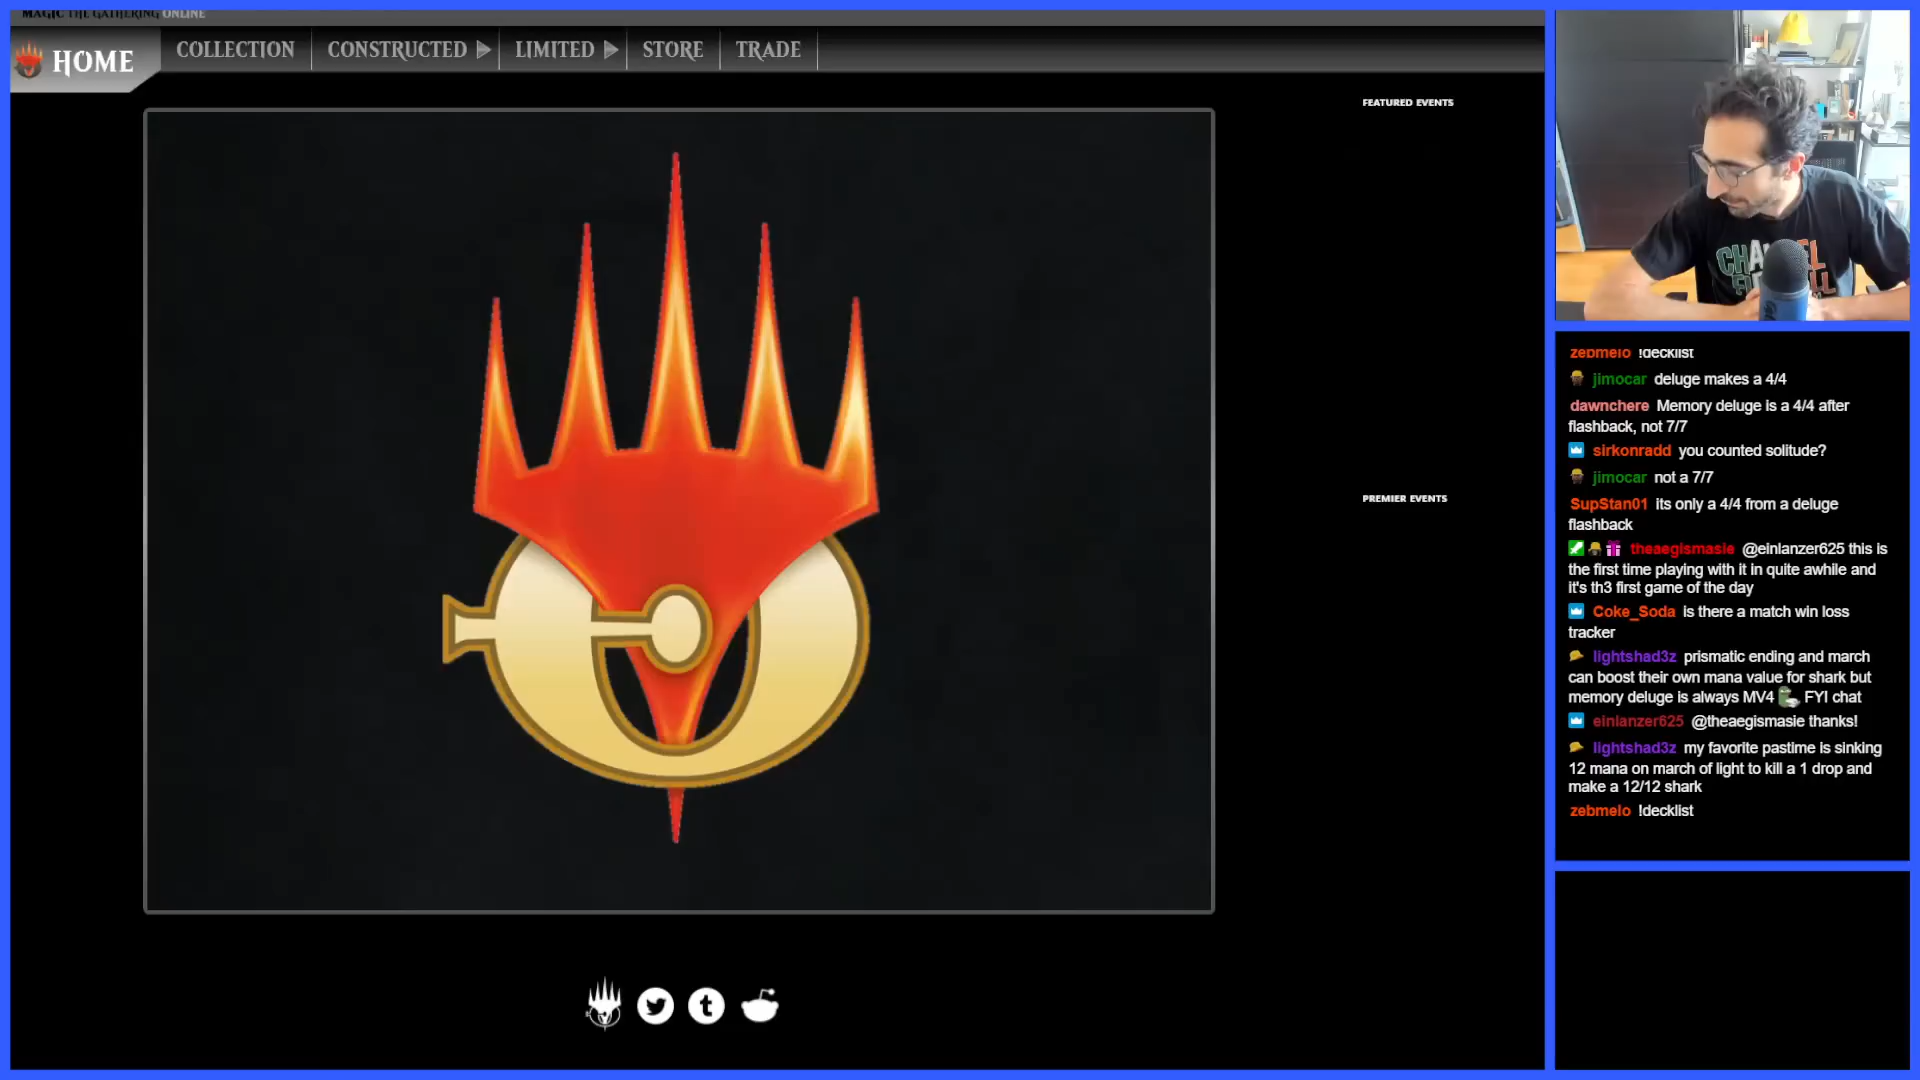 MAGIC THE GATHERING ONLINE
HOME
COLLECTION
CONSTRUCTED
LIMITED
STORE
TRADE
FEATURED EVENTS
PREMIER EVENTS
CHANNEL
zebmelo !decklist
jimocar deluge makes a 4/4
dawnchere Memory deluge is a 4/4 after
flashback, not 7/7
sirkonradd you counted solitude?
jimocar not a 7/7
SupStan01 its only a 4/4 from a deluge
flashback
theaegismasie @einlanzer625 this is
the first time playing with it in quite awhile and
it's th3 first game of the day
Coke_Soda is there a match win loss
tracker
lightshad3z prismatic ending and march
can boost their own mana value for shark but
memory deluge is always MV4 FYI chat
einlanzer625 @theaegismasie thanks!
lightshad3z my favorite pastime is sinking
12 mana on march of light to kill a 1 drop and
make a 12/12 shark
zebmelo !decklist